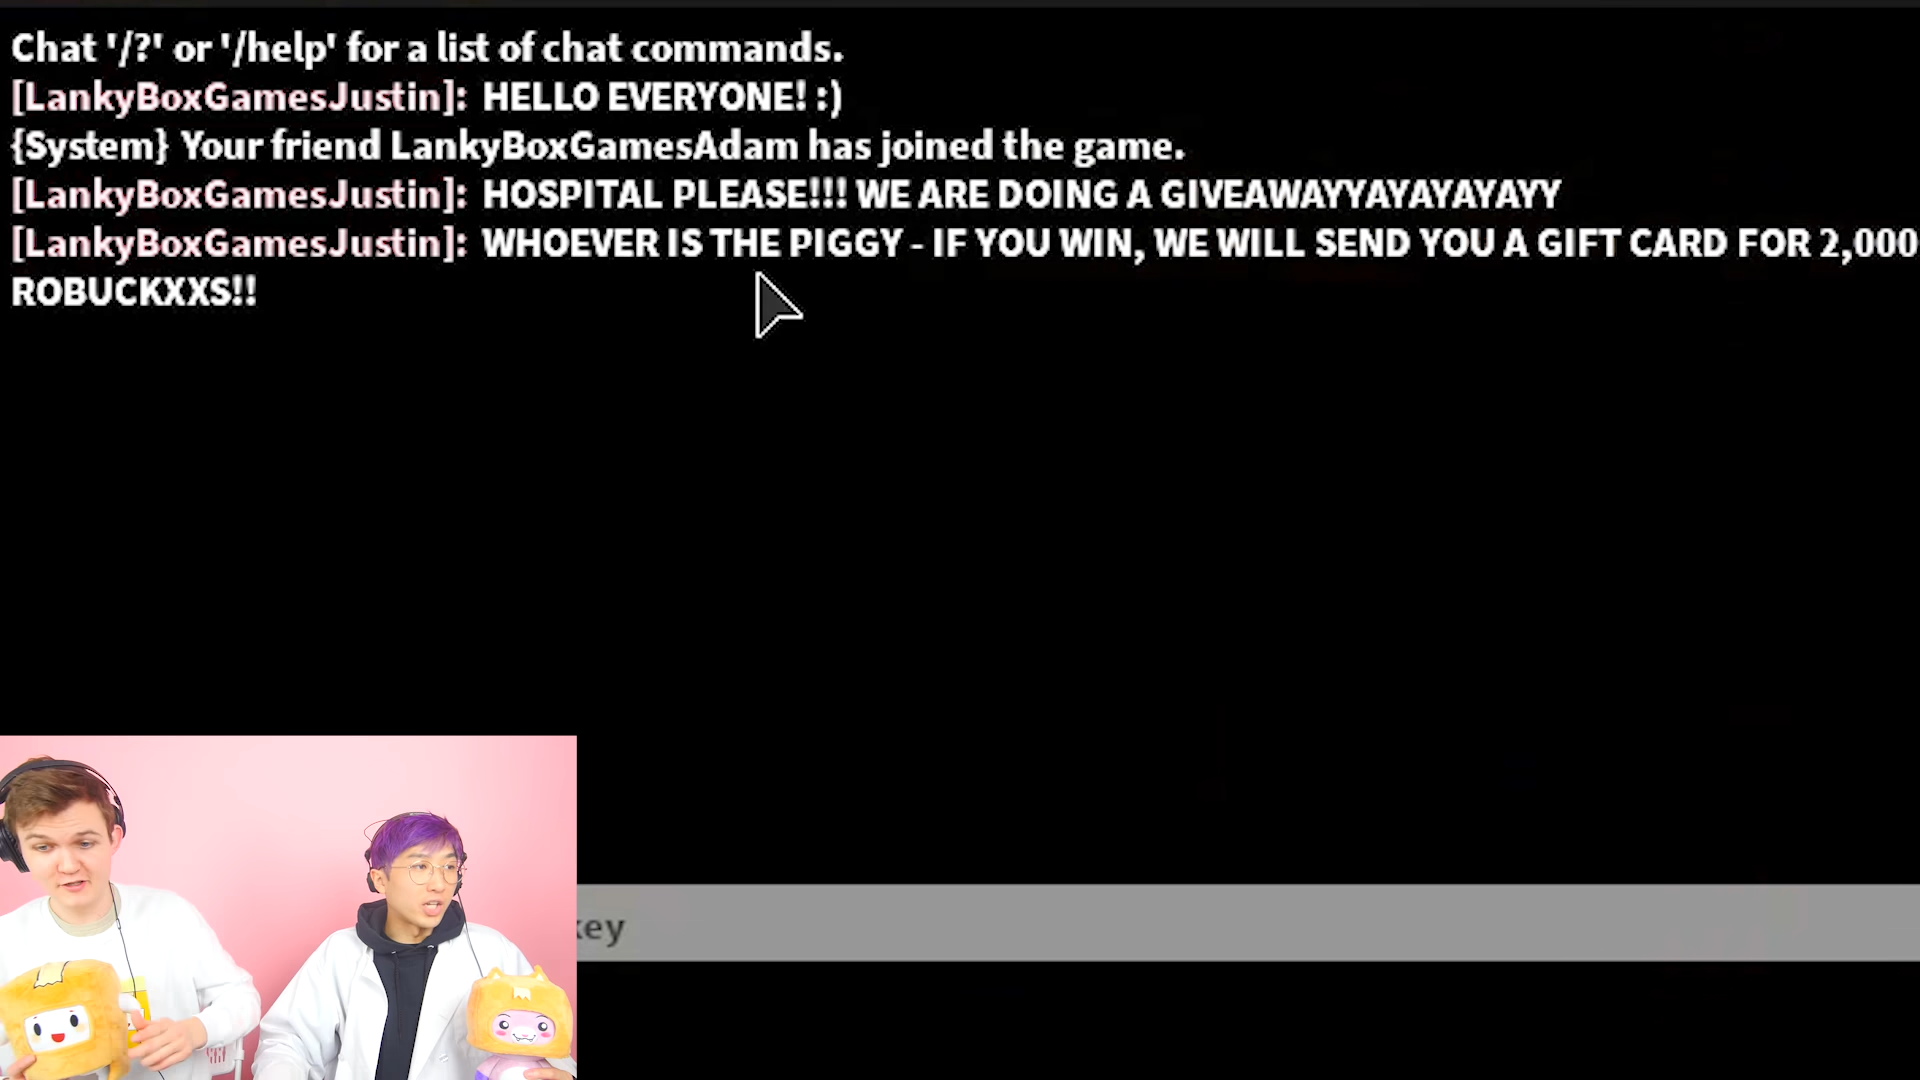 Chat '/?' or '/help' for a list of chat commands.
[LankyBoxGamesJustin]: HELLO EVERYONE! :)
{System} Your friend LankyBoxGamesAdam has joined the game.
[LankyBoxGamesJustin]: HOSPITAL PLEASE!!! WE ARE DOING A GIVEAWAYYAYAYAYAYY
[LankyBoxGamesJustin]: WHOEVER IS THE PIGGY - IF YOU WIN, WE WILL SEND YOU A GIFT CARD FOR 2,000
ROBUCKXXS!!
key